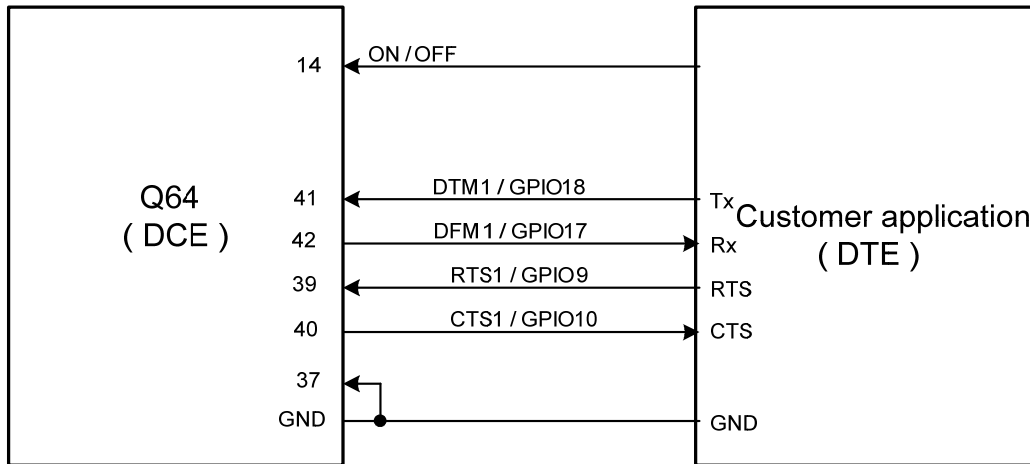 14
ON / OFF
Q64
( DCE )
41
DTM1 / GPIO18
Tx
Customer application
( DTE )
42
DFM1 / GPIO17
Rx
39
RTS1 / GPIO9
RTS
40
CTS1 / GPIO10
CTS
37
GND
GND